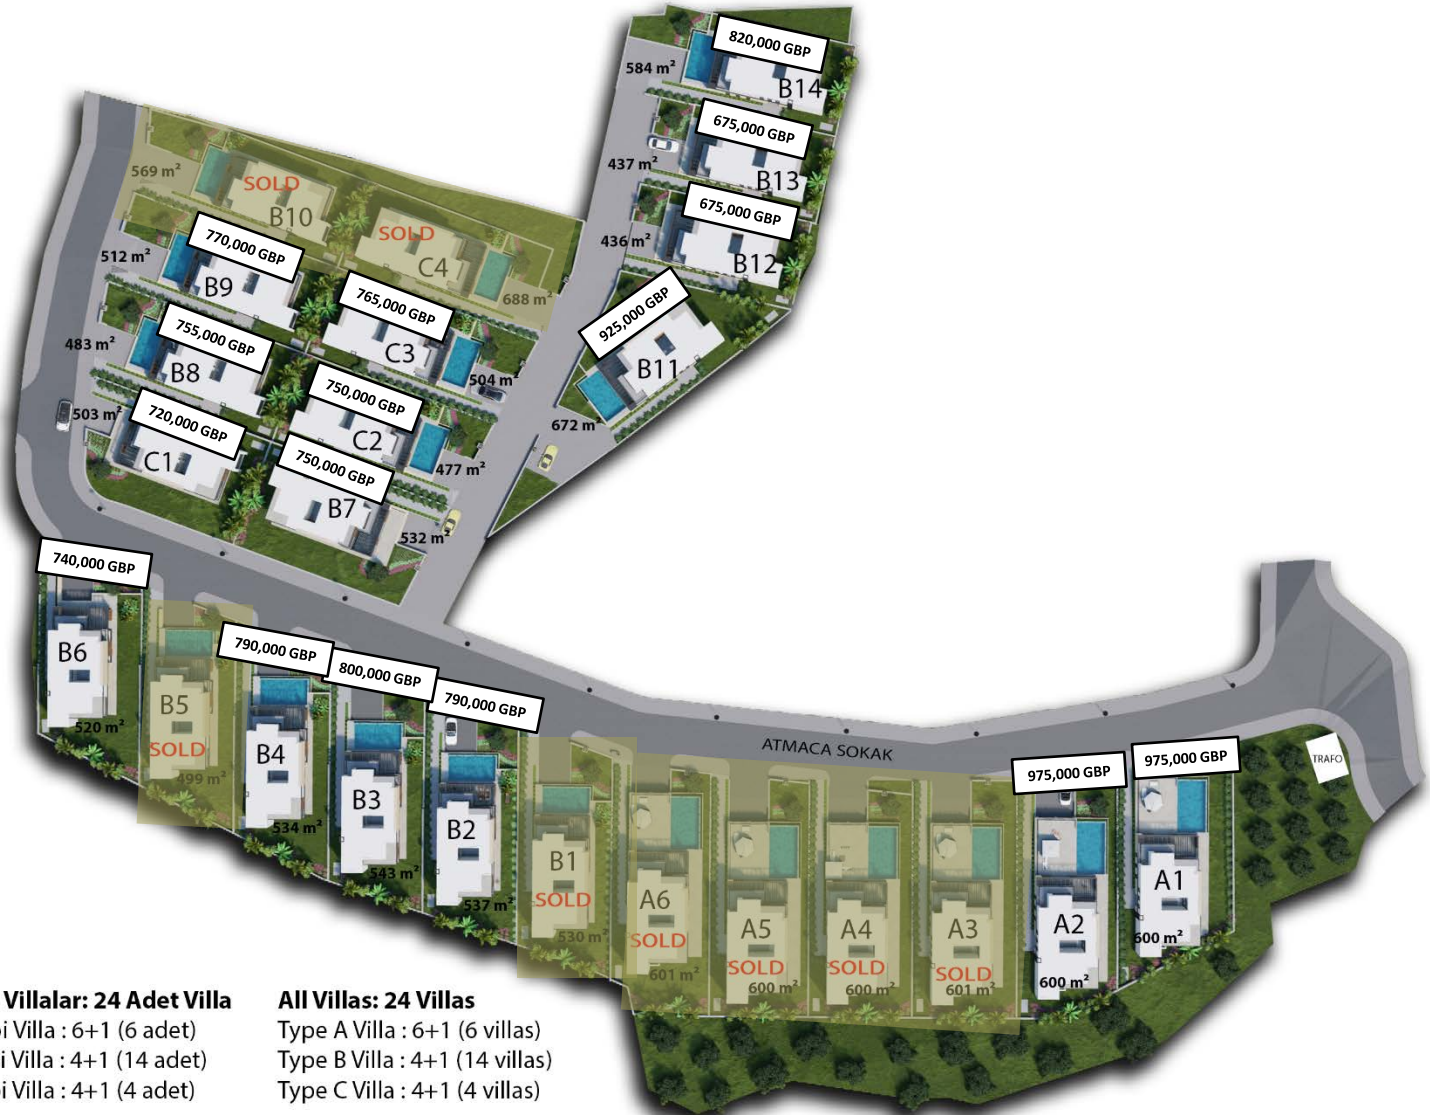 820,000 GBP
584 m²
B14
675,000 GBP
437 m²
B13
675,000 GBP
436 m²
B12
925,000 GBP
B11
672 m²
569 m²
SOLD
B10
SOLD
C4
688 m²
770,000 GBP
512 m²
B9
765,000 GBP
C3
504 m²
755,000 GBP
483 m²
B8
750,000 GBP
C2
477 m²
720,000 GBP
503 m²
C1
750,000 GBP
B7
532 m²
740,000 GBP
B6
520 m²
B5
SOLD
499 m²
790,000 GBP
B4
534 m²
800,000 GBP
B3
543 m²
790,000 GBP
B2
537 m²
B1
SOLD
530 m²
A6
SOLD
601 m²
A5
SOLD
600 m²
A4
SOLD
600 m²
A3
SOLD
601 m²
975,000 GBP
A2
600 m²
975,000 GBP
A1
600 m²
ATMACA SOKAK
TRAFO
Villalar: 24 Adet Villa
i Villa : 6+1 (6 adet)
i Villa : 4+1 (14 adet)
i Villa : 4+1 (4 adet)
All Villas: 24 Villas
Type A Villa : 6+1 (6 villas)
Type B Villa : 4+1 (14 villas)
Type C Villa : 4+1 (4 villas)